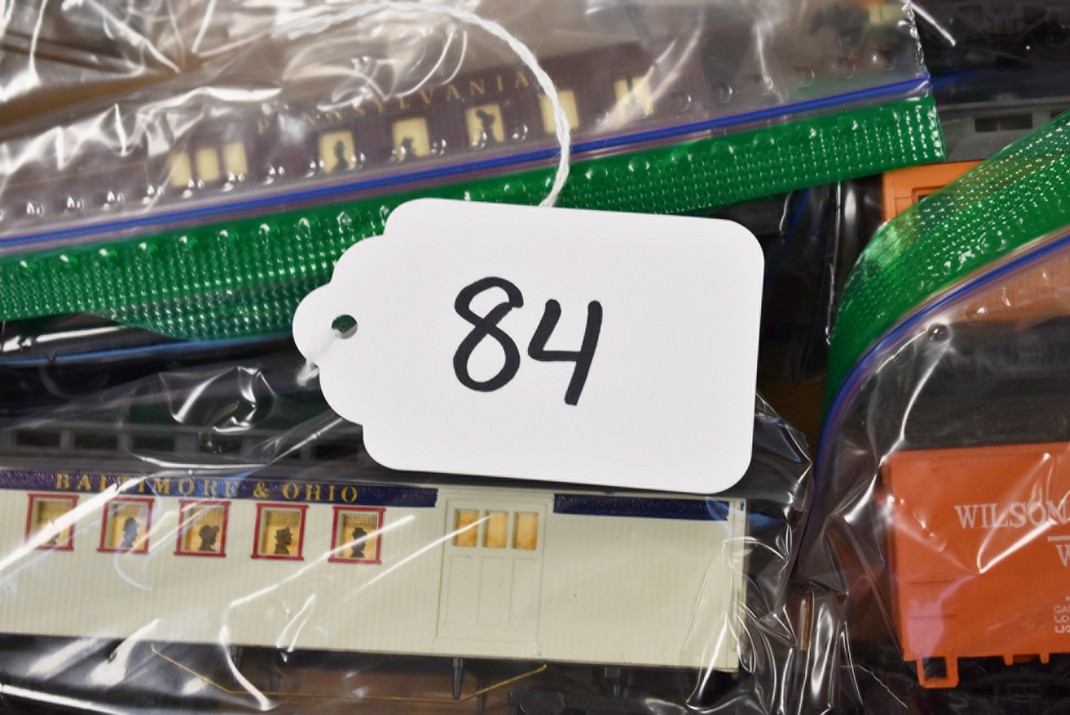 PENNSYLVANIA
84
BALTIMORE & OHIO
WILSON